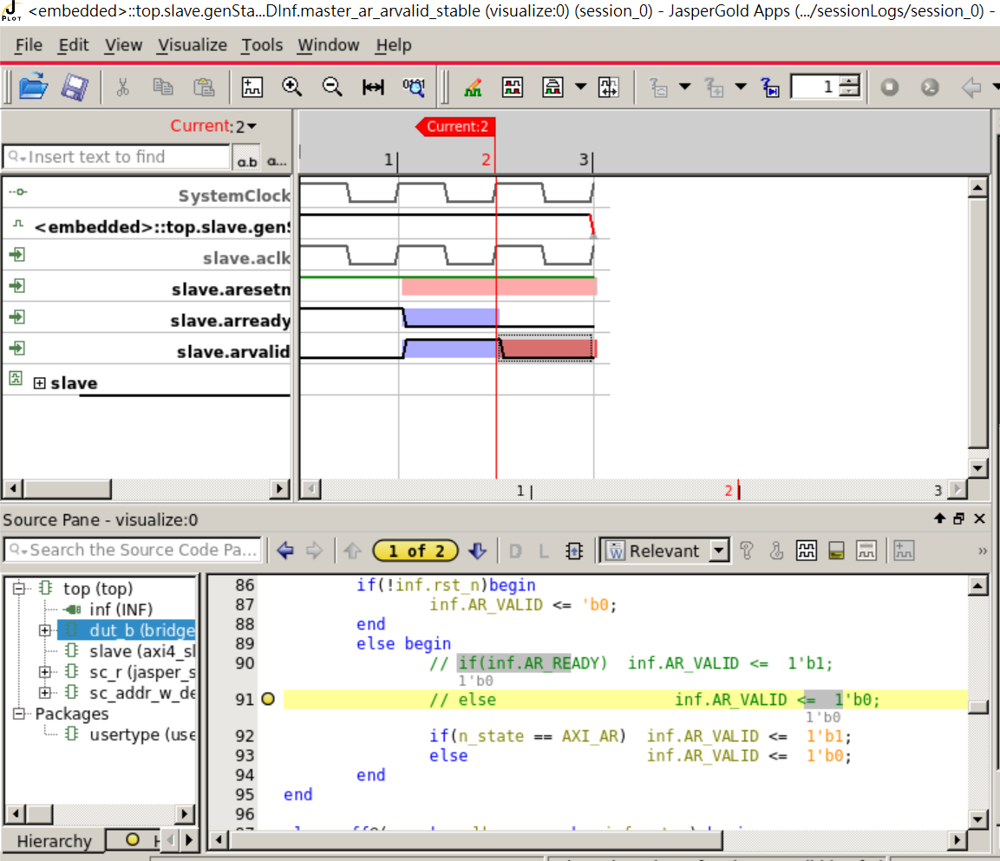 J
PLOT
<embedded>::top.slave.genSta...DInf.master_ar_arvalid_stable (visualize:0) (session_0) - JasperGold Apps (.../sessionLogs/session_0) -
File Edit View Visualize Tools Window Help
1
Current:2
Current:2
Insert text to find
a.b a...
1 2 3
SystemClock
<embedded>::top.slave.genS
slave.aclk
slave.aresetn
slave.arready
slave.arvalid
slave
1 2 3
Source Pane - visualize:0
Search the Source Code Pa...
1 of 2
D L
Relevant
»
top (top)
inf (INF)
dut_b (bridge
slave (axi4_sl
sc_r (jasper_s
sc_addr_w_de
Packages
usertype (use
Hierarchy
86 if(!inf.rst_n)begin
87 inf.AR_VALID <= 'b0;
88 end
89 else begin
90 // if(inf.AR_READY) inf.AR_VALID <= 1'b1;
1'b0
91 // else inf.AR_VALID <= 1'b0;
1'b0
92 if(n_state == AXI_AR) inf.AR_VALID <= 1'b1;
93 else inf.AR_VALID <= 1'b0;
94 end
95 end
96